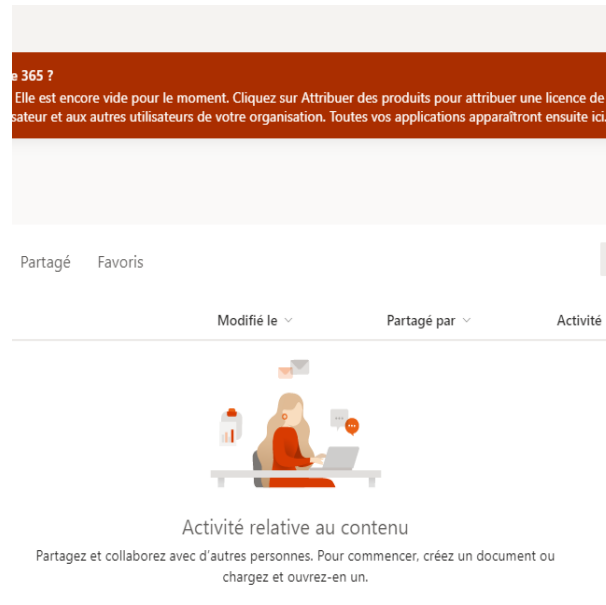 e 365 ?
Elle est encore vide pour le moment. Cliquez sur Attribuer des produits pour attribuer une licence de
sateur et aux autres utilisateurs de votre organisation. Toutes vos applications apparaîtront ensuite ici.
Partagé Favoris
Modifié le Partagé par Activité
Activité relative au contenu
Partagez et collaborez avec d'autres personnes. Pour commencer, créez un document ou
chargez et ouvrez-en un.